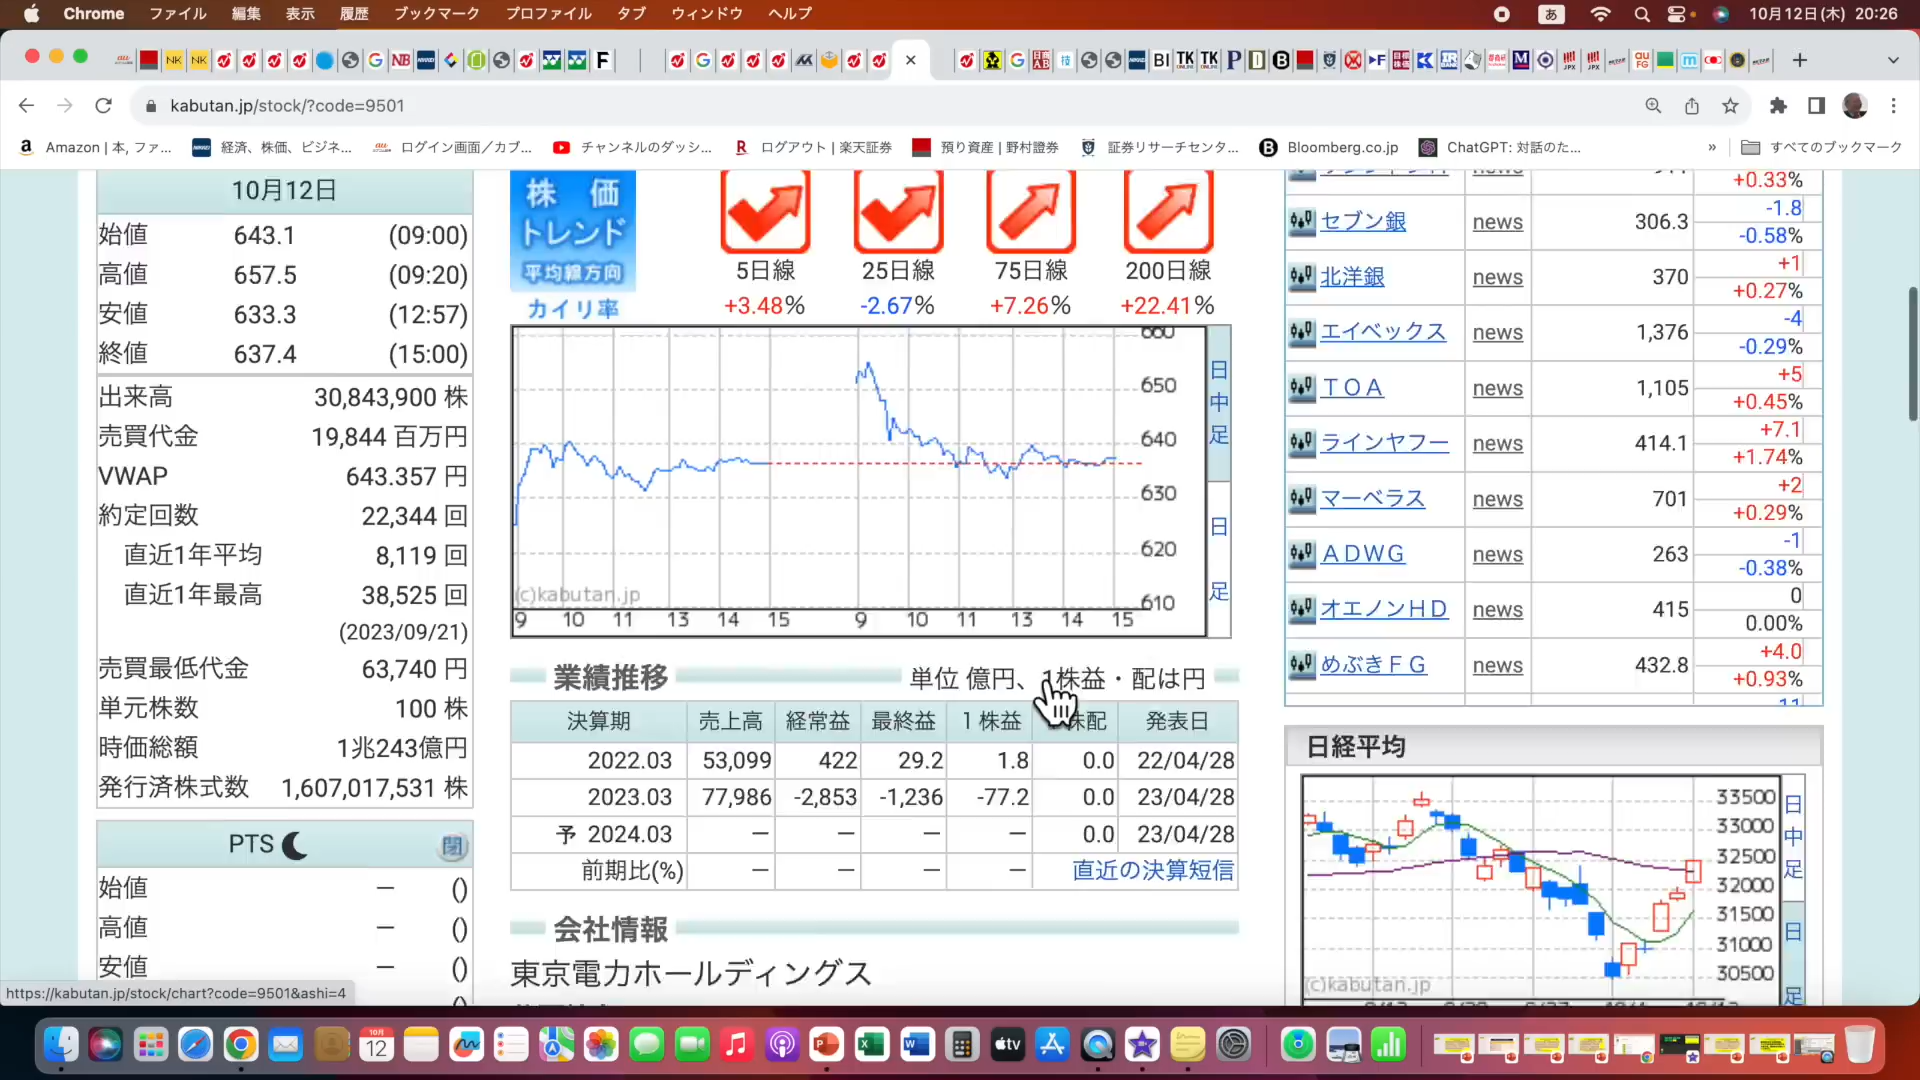 Chrome ファイル 編集 表示 履歴 ブックマーク プロファイル タブ ウィンドウ ヘルプ
あ 10月12日(木) 20:26
kabutan.jp/stock/?code=9501
Amazon | 本, ファ... 経済、株価、ビジネ... ログイン画面／カブ... チャンネルのダッシ... ログアウト | 楽天証券 預り資産 | 野村證券 証券リサーチセンタ... Bloomberg.co.jp ChatGPT: 対話のた... » すべてのブックマーク
10月12日
始値 643.1 (09:00)
高値 657.5 (09:20)
安値 633.3 (12:57)
終値 637.4 (15:00)
出来高 30,843,900 株
売買代金 19,844 百万円
VWAP 643.357 円
約定回数 22,344 回
直近1年平均 8,119 回
直近1年最高 38,525 回
(2023/09/21)
売買最低代金 63,740 円
単元株数 100 株
時価総額 1兆243億円
発行済株式数 1,607,017,531 株
PTS 閉
始値 － ()
高値 － ()
安値 － ()
https://kabutan.jp/stock/chart?code=9501&ashi=4
株価
トレンド
平均線方向
カイリ率
5日線 25日線 75日線 200日線
+3.48% -2.67% +7.26% +22.41%
660
650
640
630
620
610
(c)kabutan.jp
9 10 11 13 14 15 9 10 11 13 14 15
日中足
日足
業績推移 単位 億円、1株益・配は円
決算期 売上高 経常益 最終益 1株益 株配 発表日
2022.03 53,099 422 29.2 1.8 0.0 22/04/28
2023.03 77,986 -2,853 -1,236 -77.2 0.0 23/04/28
予 2024.03 － － － － 0.0 23/04/28
前期比(%) － － － － 直近の決算短信
会社情報
東京電力ホールディングス
+0.33%
セブン銀 news 306.3 -1.8 -0.58%
北洋銀 news 370 +1 +0.27%
エイベックス news 1,376 -4 -0.29%
ＴＯＡ news 1,105 +5 +0.45%
ラインヤフー news 414.1 +7.1 +1.74%
マーベラス news 701 +2 +0.29%
ＡＤＷＧ news 263 -1 -0.38%
オエノンＨＤ news 415 0 0.00%
めぶきＦＧ news 432.8 +4.0 +0.93%
日経平均
33500
33000
32500
32000
31500
31000
30500
(c)kabutan.jp
日中足
日足